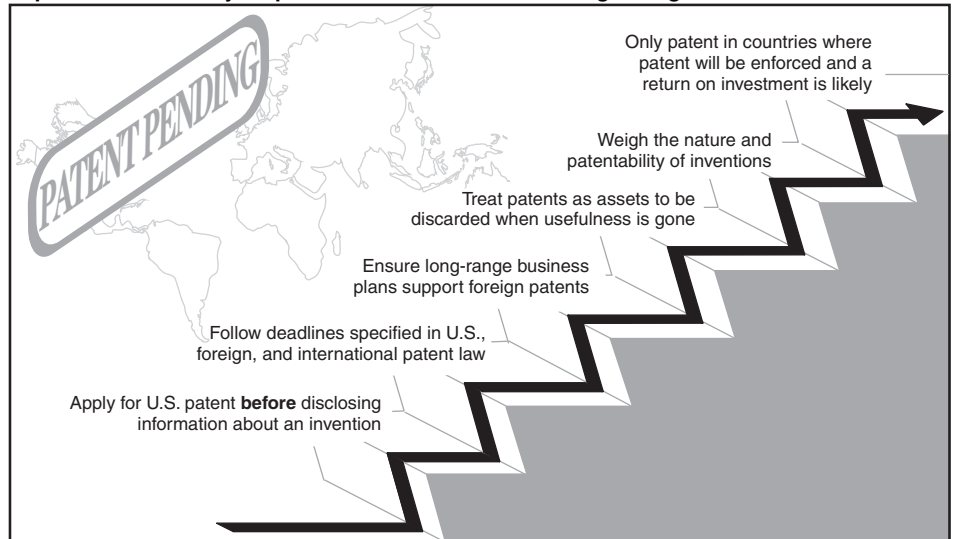 PATENT PENDING
Only patent in countries where
patent will be enforced and a
return on investment is likely
Weigh the nature and
patentability of inventions
Treat patents as assets to be
discarded when usefulness is gone
Ensure long-range business
plans support foreign patents
Follow deadlines specified in U.S.,
foreign, and international patent law
Apply for U.S. patent before disclosing
information about an invention